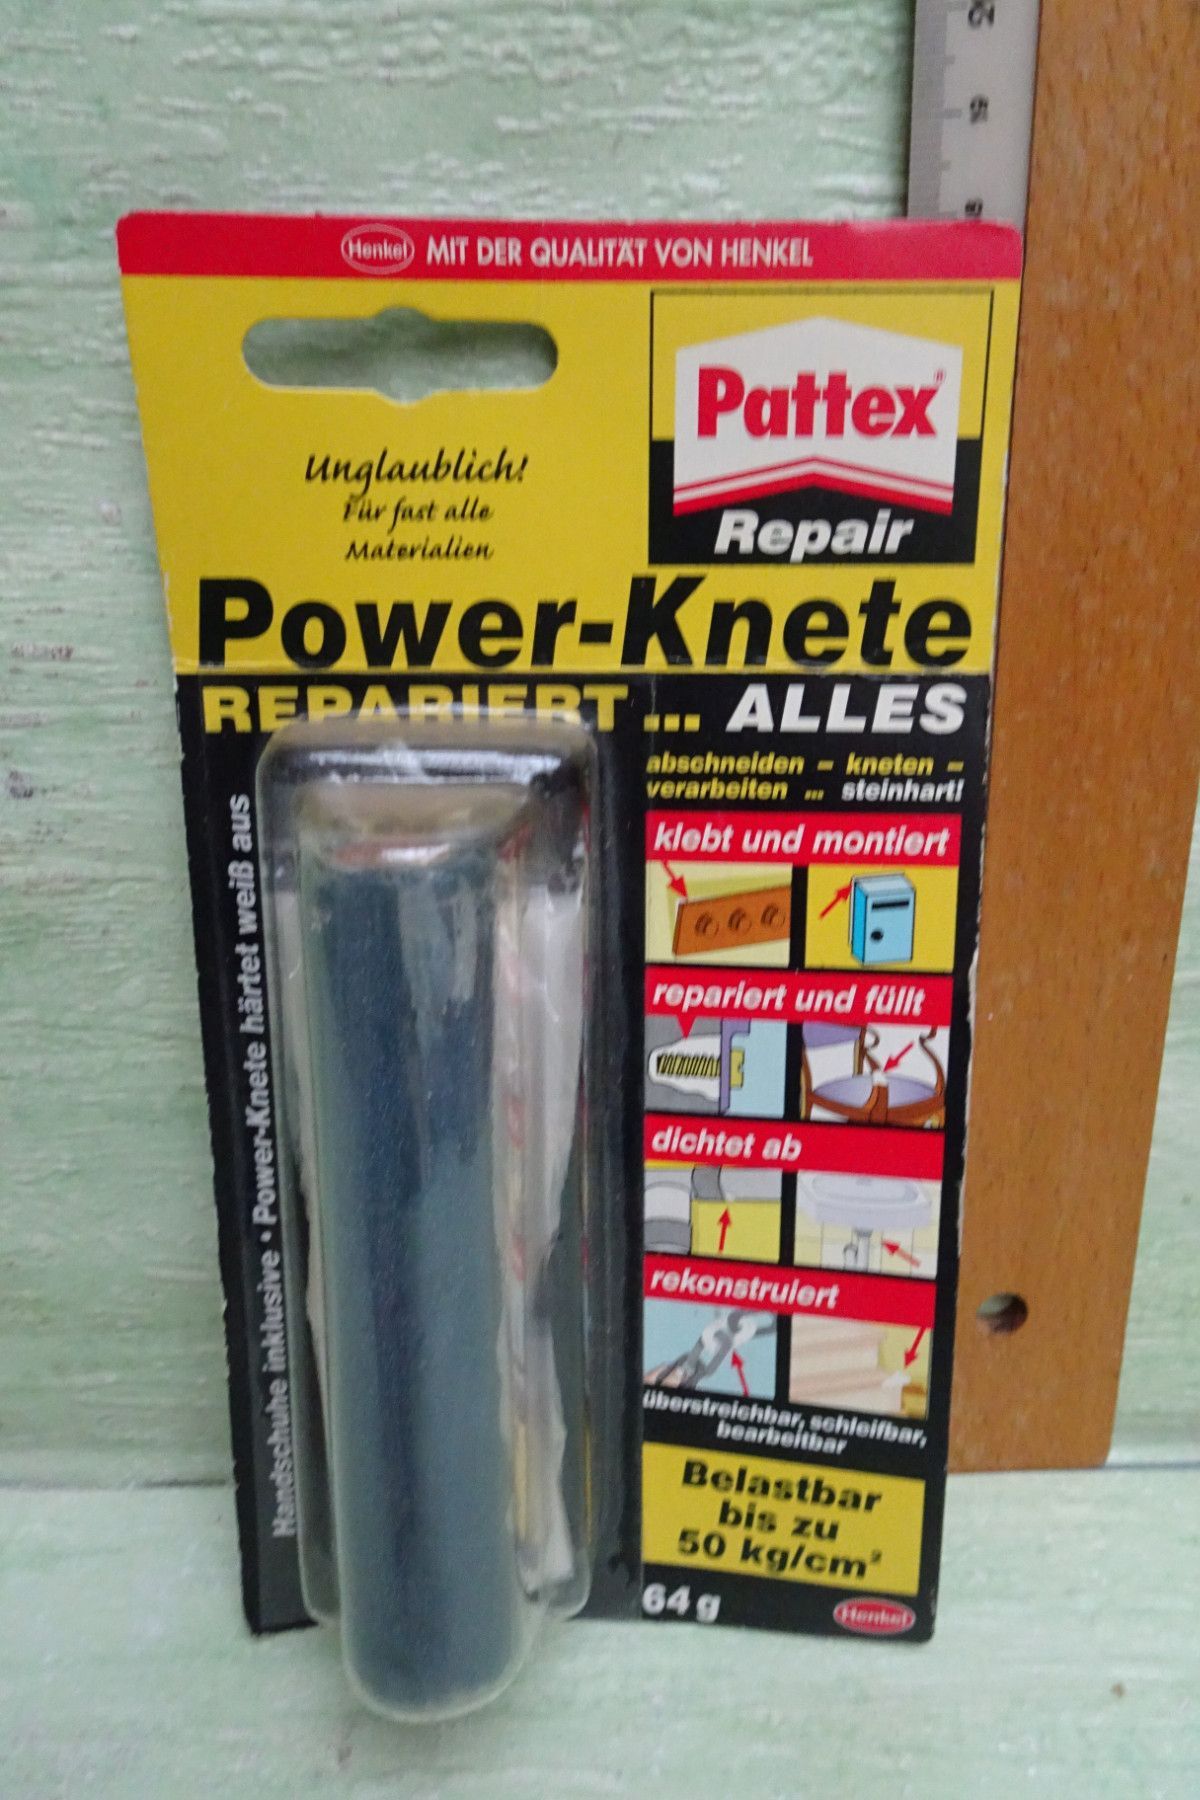 Henkel MIT DER QUALITÄT VON HENKEL
Pattex®
Repair
Unglaublich!
Für fast alle
Materialien
Power-Knete
REPARIERT ... ALLES
abschneiden – kneten –
verarbeiten ... steinhart!
klebt und montiert
repariert und füllt
dichtet ab
rekonstruiert
überstreichbar, schleifbar,
bearbeitbar
Belastbar
bis zu
50 kg/cm²
64 g
Henkel
Handschuhe inklusive • Power-Knete härtet weiß aus
19